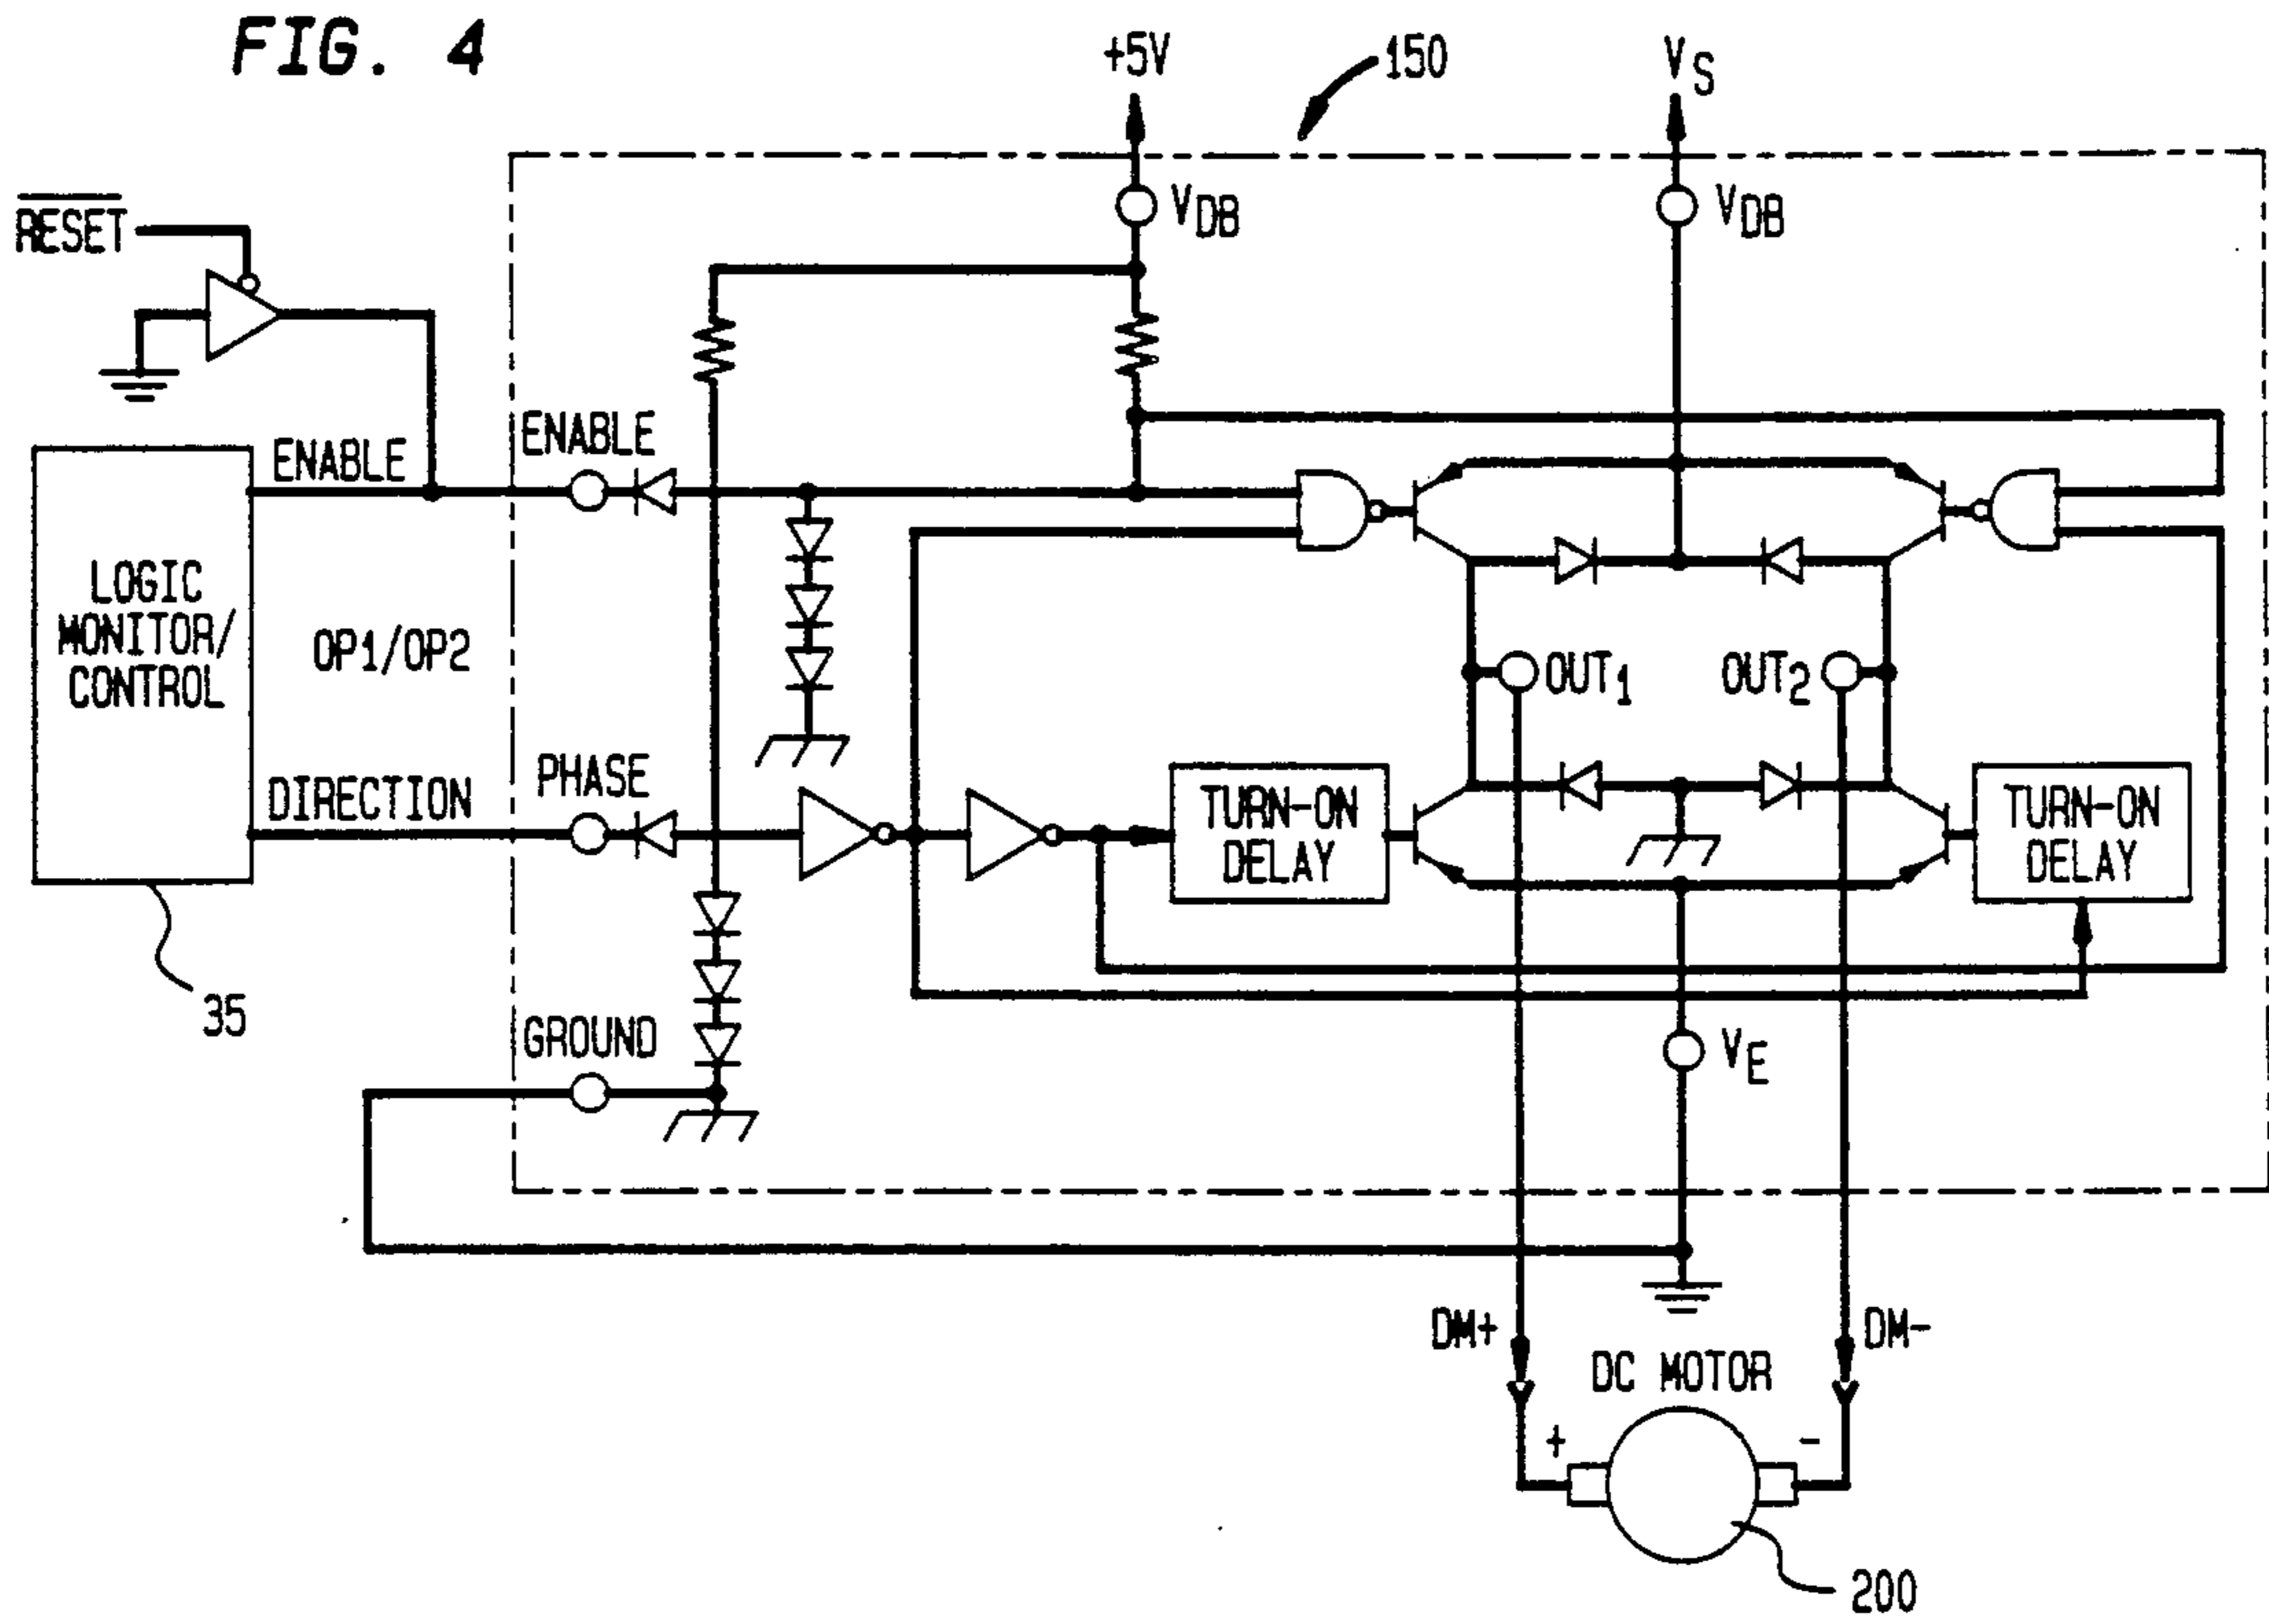 FIG. 4
+5V
150
VS
RESET
VDB
VDB
ENABLE
ENABLE
LOGIC
MONITOR/
CONTROL
OP1/OP2
OUT1
OUT2
DIRECTION
PHASE
TURN-ON
DELAY
TURN-ON
DELAY
35
GROUND
VE
DM+
DM-
DC MOTOR
+
-
200